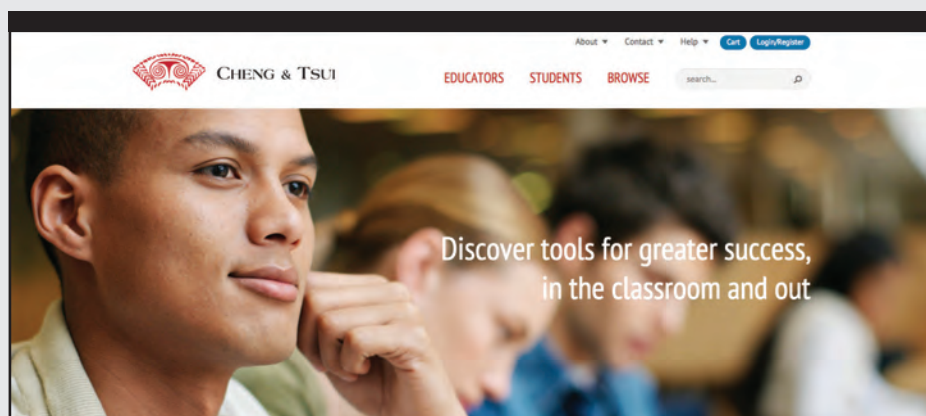 About Contact Help Cart Login/Register
CHENG & TSUI EDUCATORS STUDENTS BROWSE search...
Discover tools for greater success,
in the classroom and out